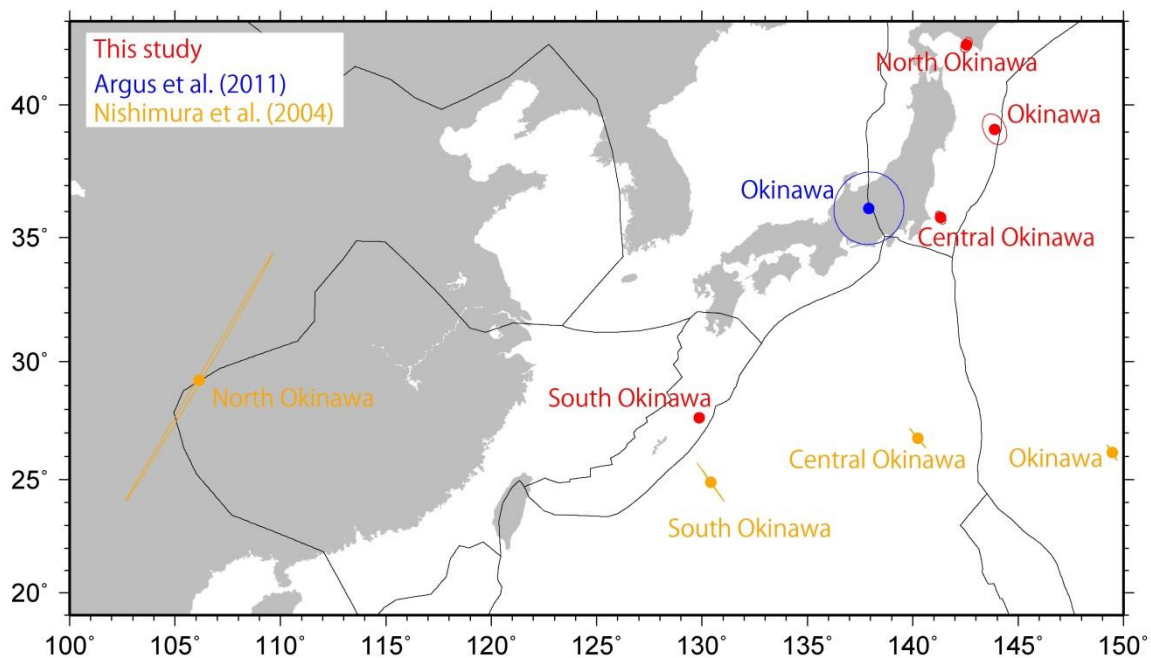 This study
Argus et al. (2011)
Nishimura et al. (2004)
North Okinawa
40˚
Okinawa
Okinawa
35˚
Central Okinawa
30˚
North Okinawa
South Okinawa
Central Okinawa
Okinawa
25˚
South Okinawa
20˚
100˚ 105˚ 110˚ 115˚ 120˚ 125˚ 130˚ 135˚ 140˚ 145˚ 150˚